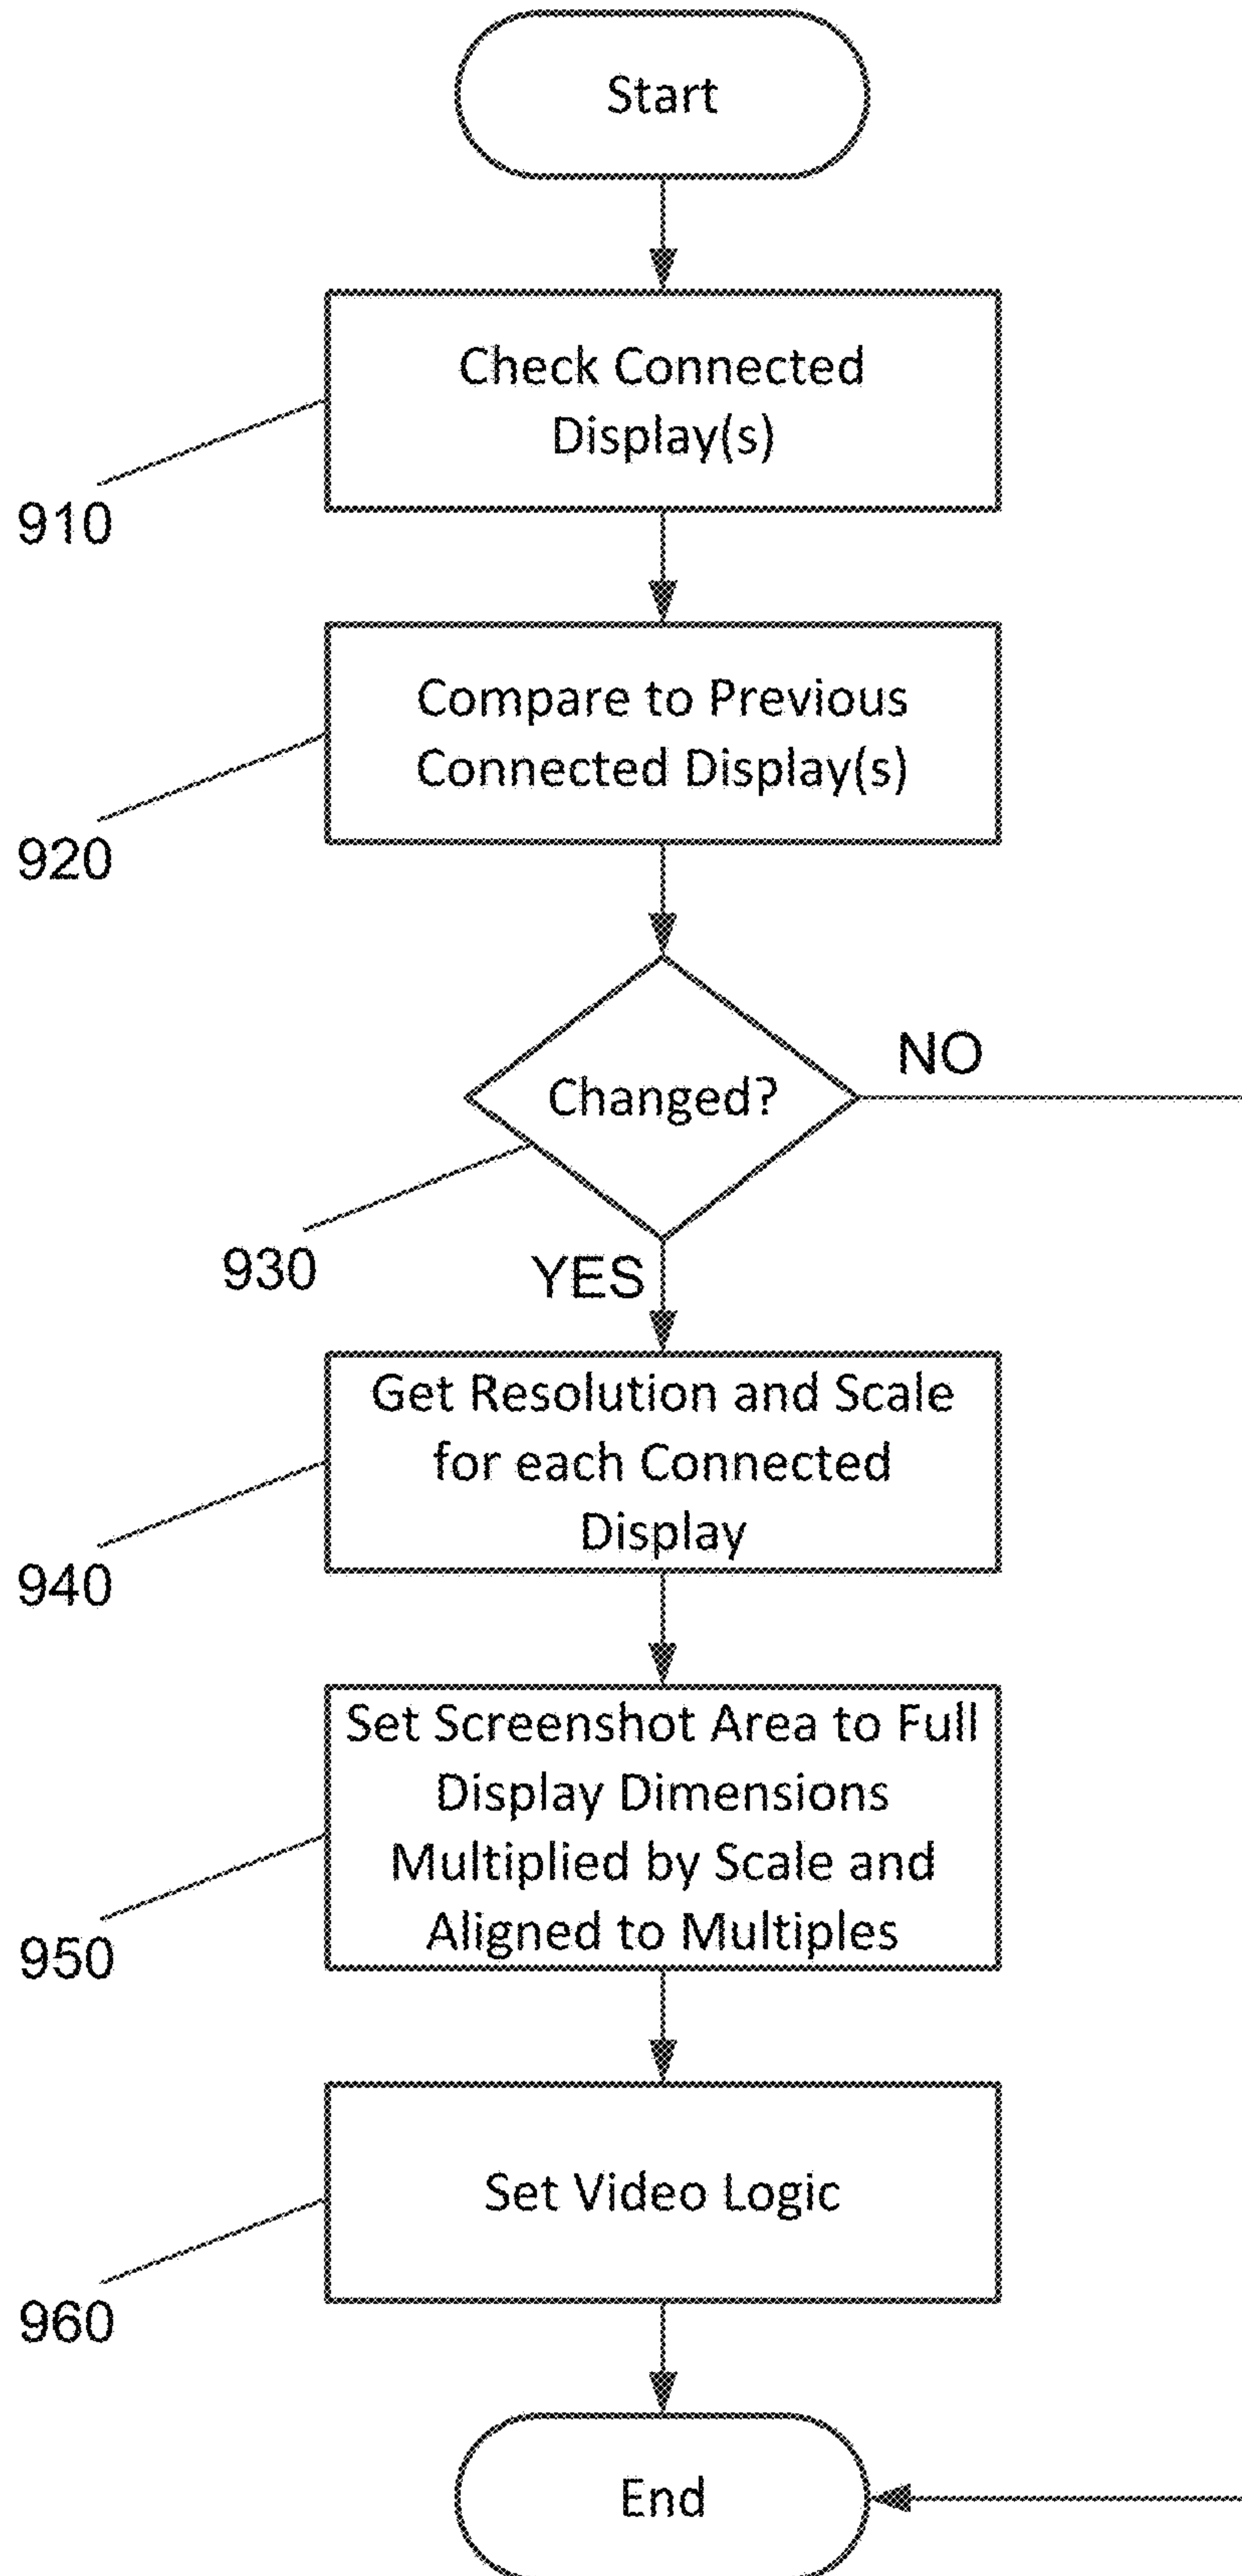 Start
Check Connected
Display(s)
910
Compare to Previous
Connected Display(s)
920
Changed?
NO
930
YES
Get Resolution and Scale
for each Connected
Display
940
Set Screenshot Area to Full
Display Dimensions
Multiplied by Scale and
Aligned to Multiples
950
Set Video Logic
960
End